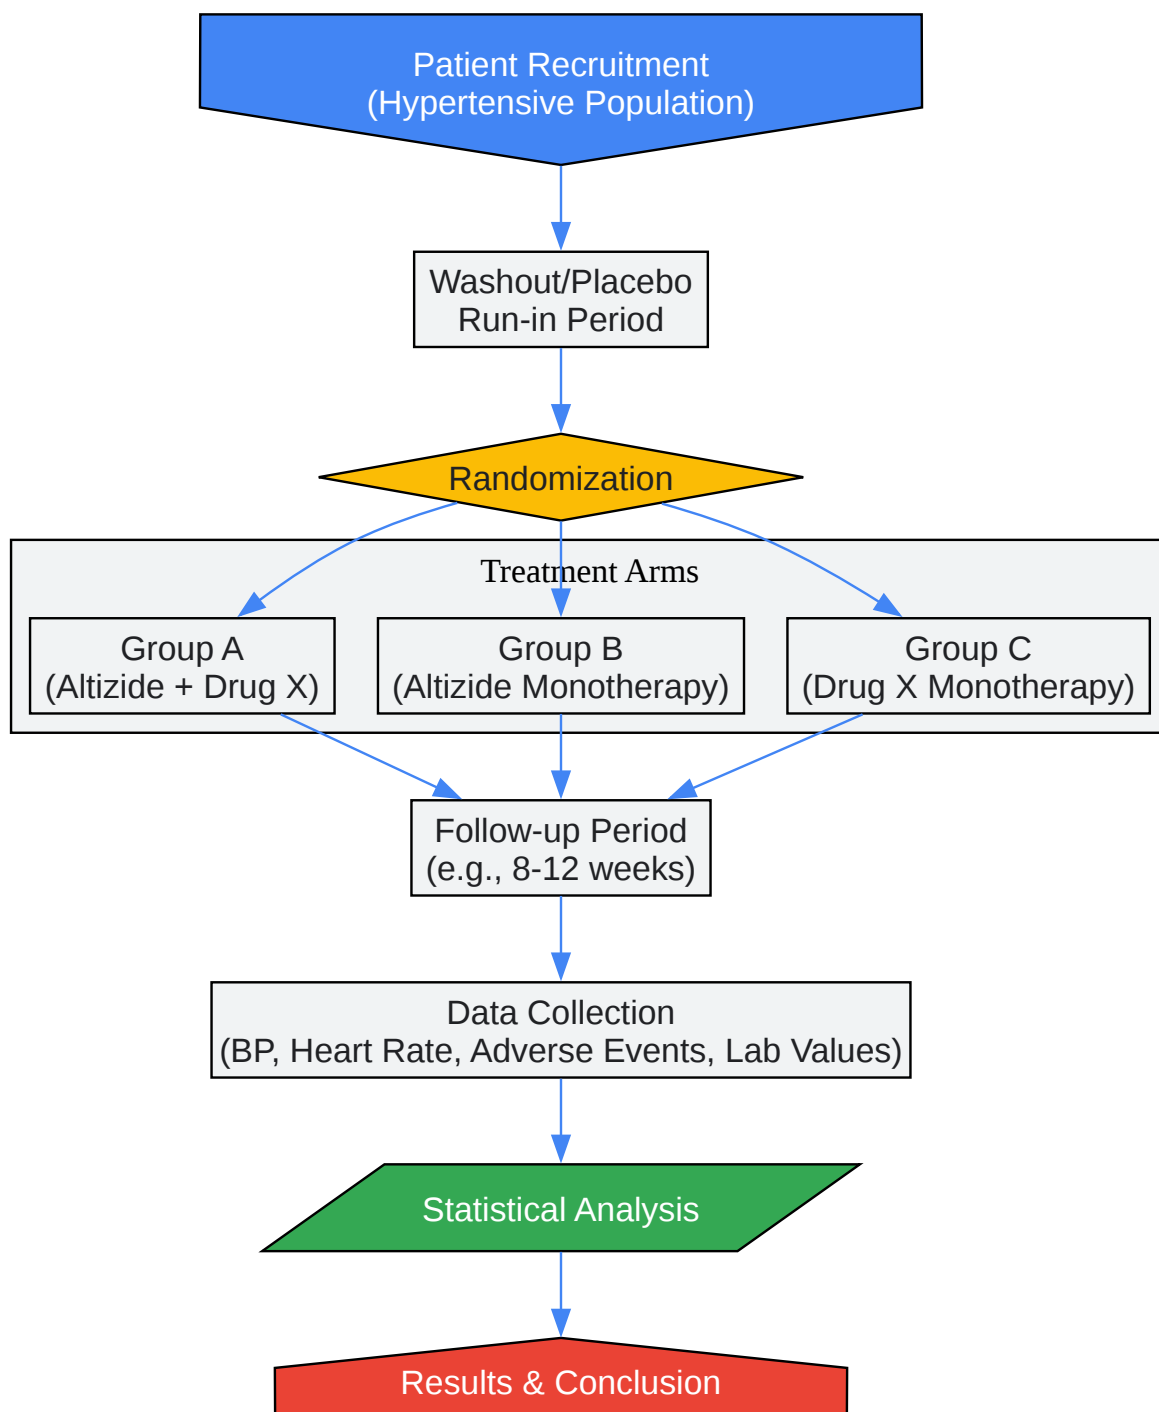 Patient Recruitment
(Hypertensive Population)
Washout/Placebo
Run-in Period
Randomization
Treatment Arms
Group A
(Altizide + Drug X)
Group B
(Altizide Monotherapy)
Group C
(Drug X Monotherapy)
Follow-up Period
(e.g., 8-12 weeks)
Data Collection
(BP, Heart Rate, Adverse Events, Lab Values)
Statistical Analysis
Results & Conclusion